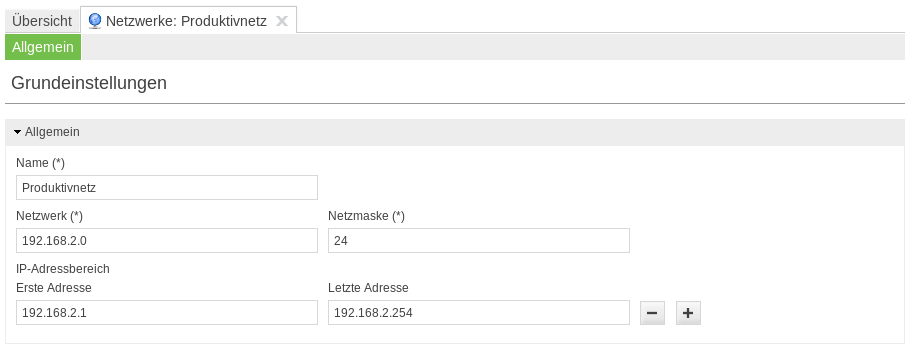 Übersicht Netzwerke: Produktivnetz
Allgemein
Grundeinstellungen
Allgemein
Name (*)
Produktivnetz
Netzwerk (*) Netzmaske (*)
192.168.2.0 24
IP-Adressbereich
Erste Adresse Letzte Adresse
192.168.2.1 192.168.2.254